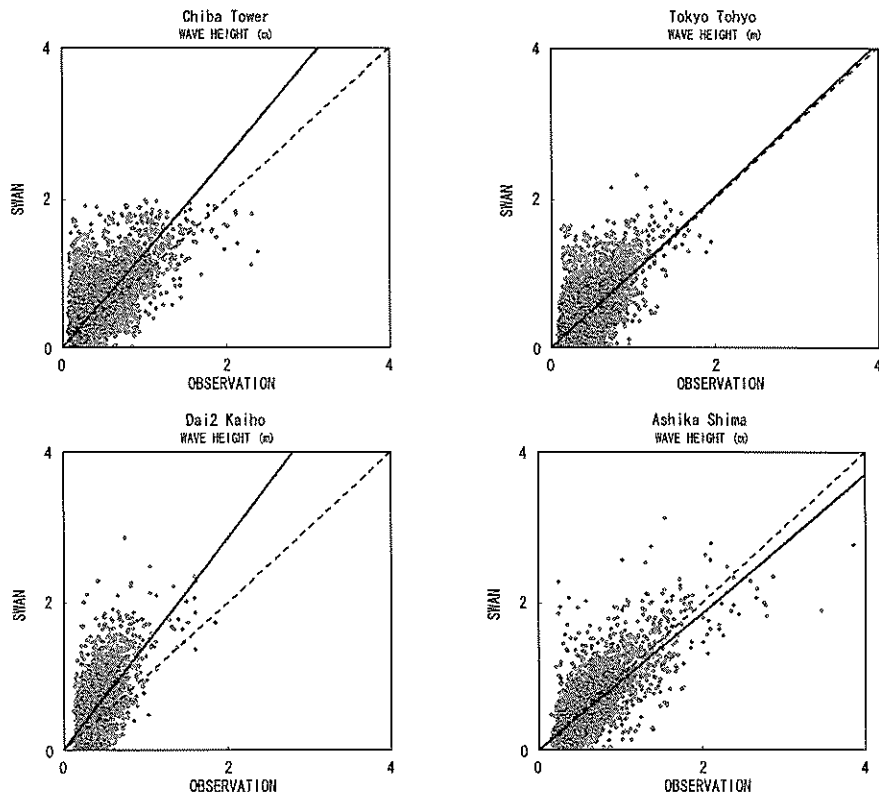 Chiba Tower
WAVE HEIGHT (m)
4
2
0
SWAN
0 2 4
OBSERVATION
Tokyo Tohyo
WAVE HEIGHT (m)
4
2
0
SWAN
0 2 4
OBSERVATION
Dai2 Kaiho
WAVE HEIGHT (m)
4
2
0
SWAN
0 2 4
OBSERVATION
Ashika Shima
WAVE HEIGHT (m)
4
2
0
SWAN
0 2 4
OBSERVATION